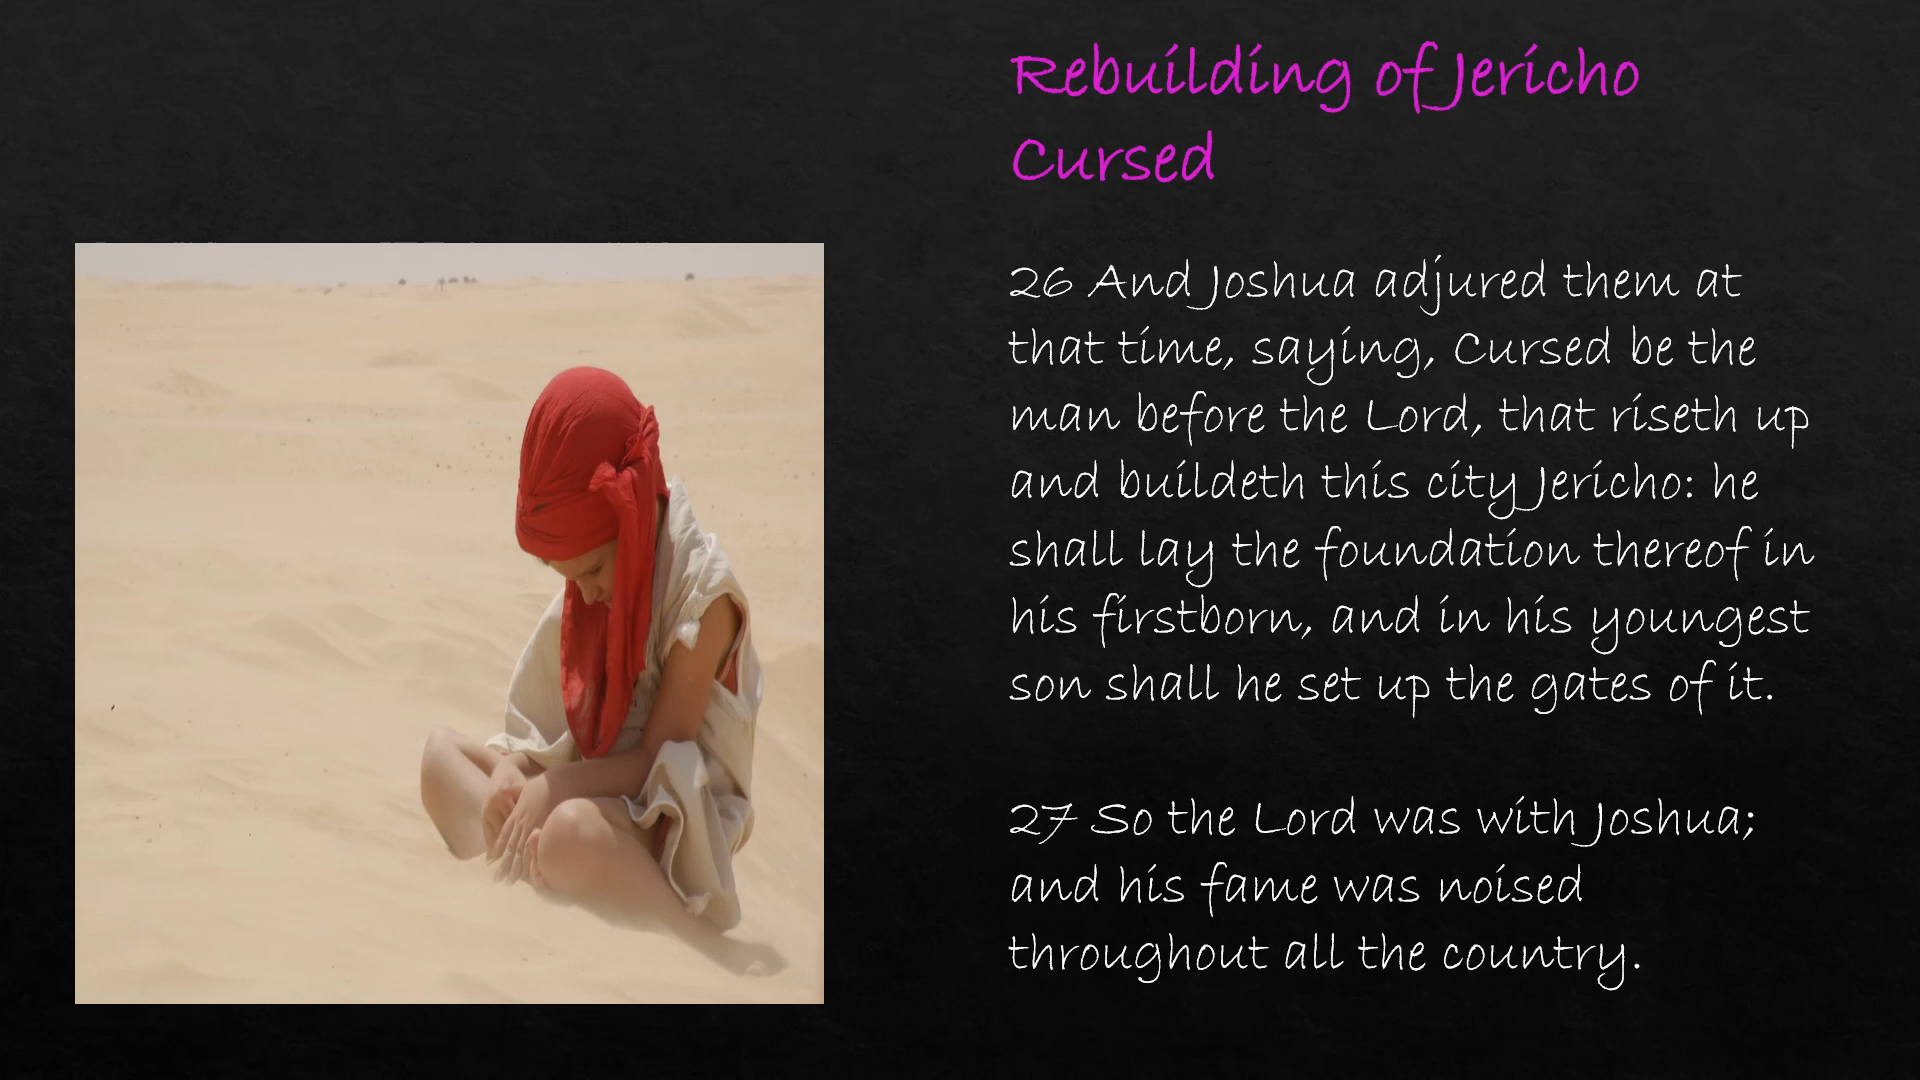 Rebuilding of Jericho
Cursed
26 And Joshua adjured them at
that time, saying, Cursed be the
man before the Lord, that riseth up
and buildeth this city Jericho: he
shall lay the foundation thereof in
his firstborn, and in his youngest
son shall he set up the gates of it.
27 So the Lord was with Joshua;
and his fame was noised
throughout all the country.